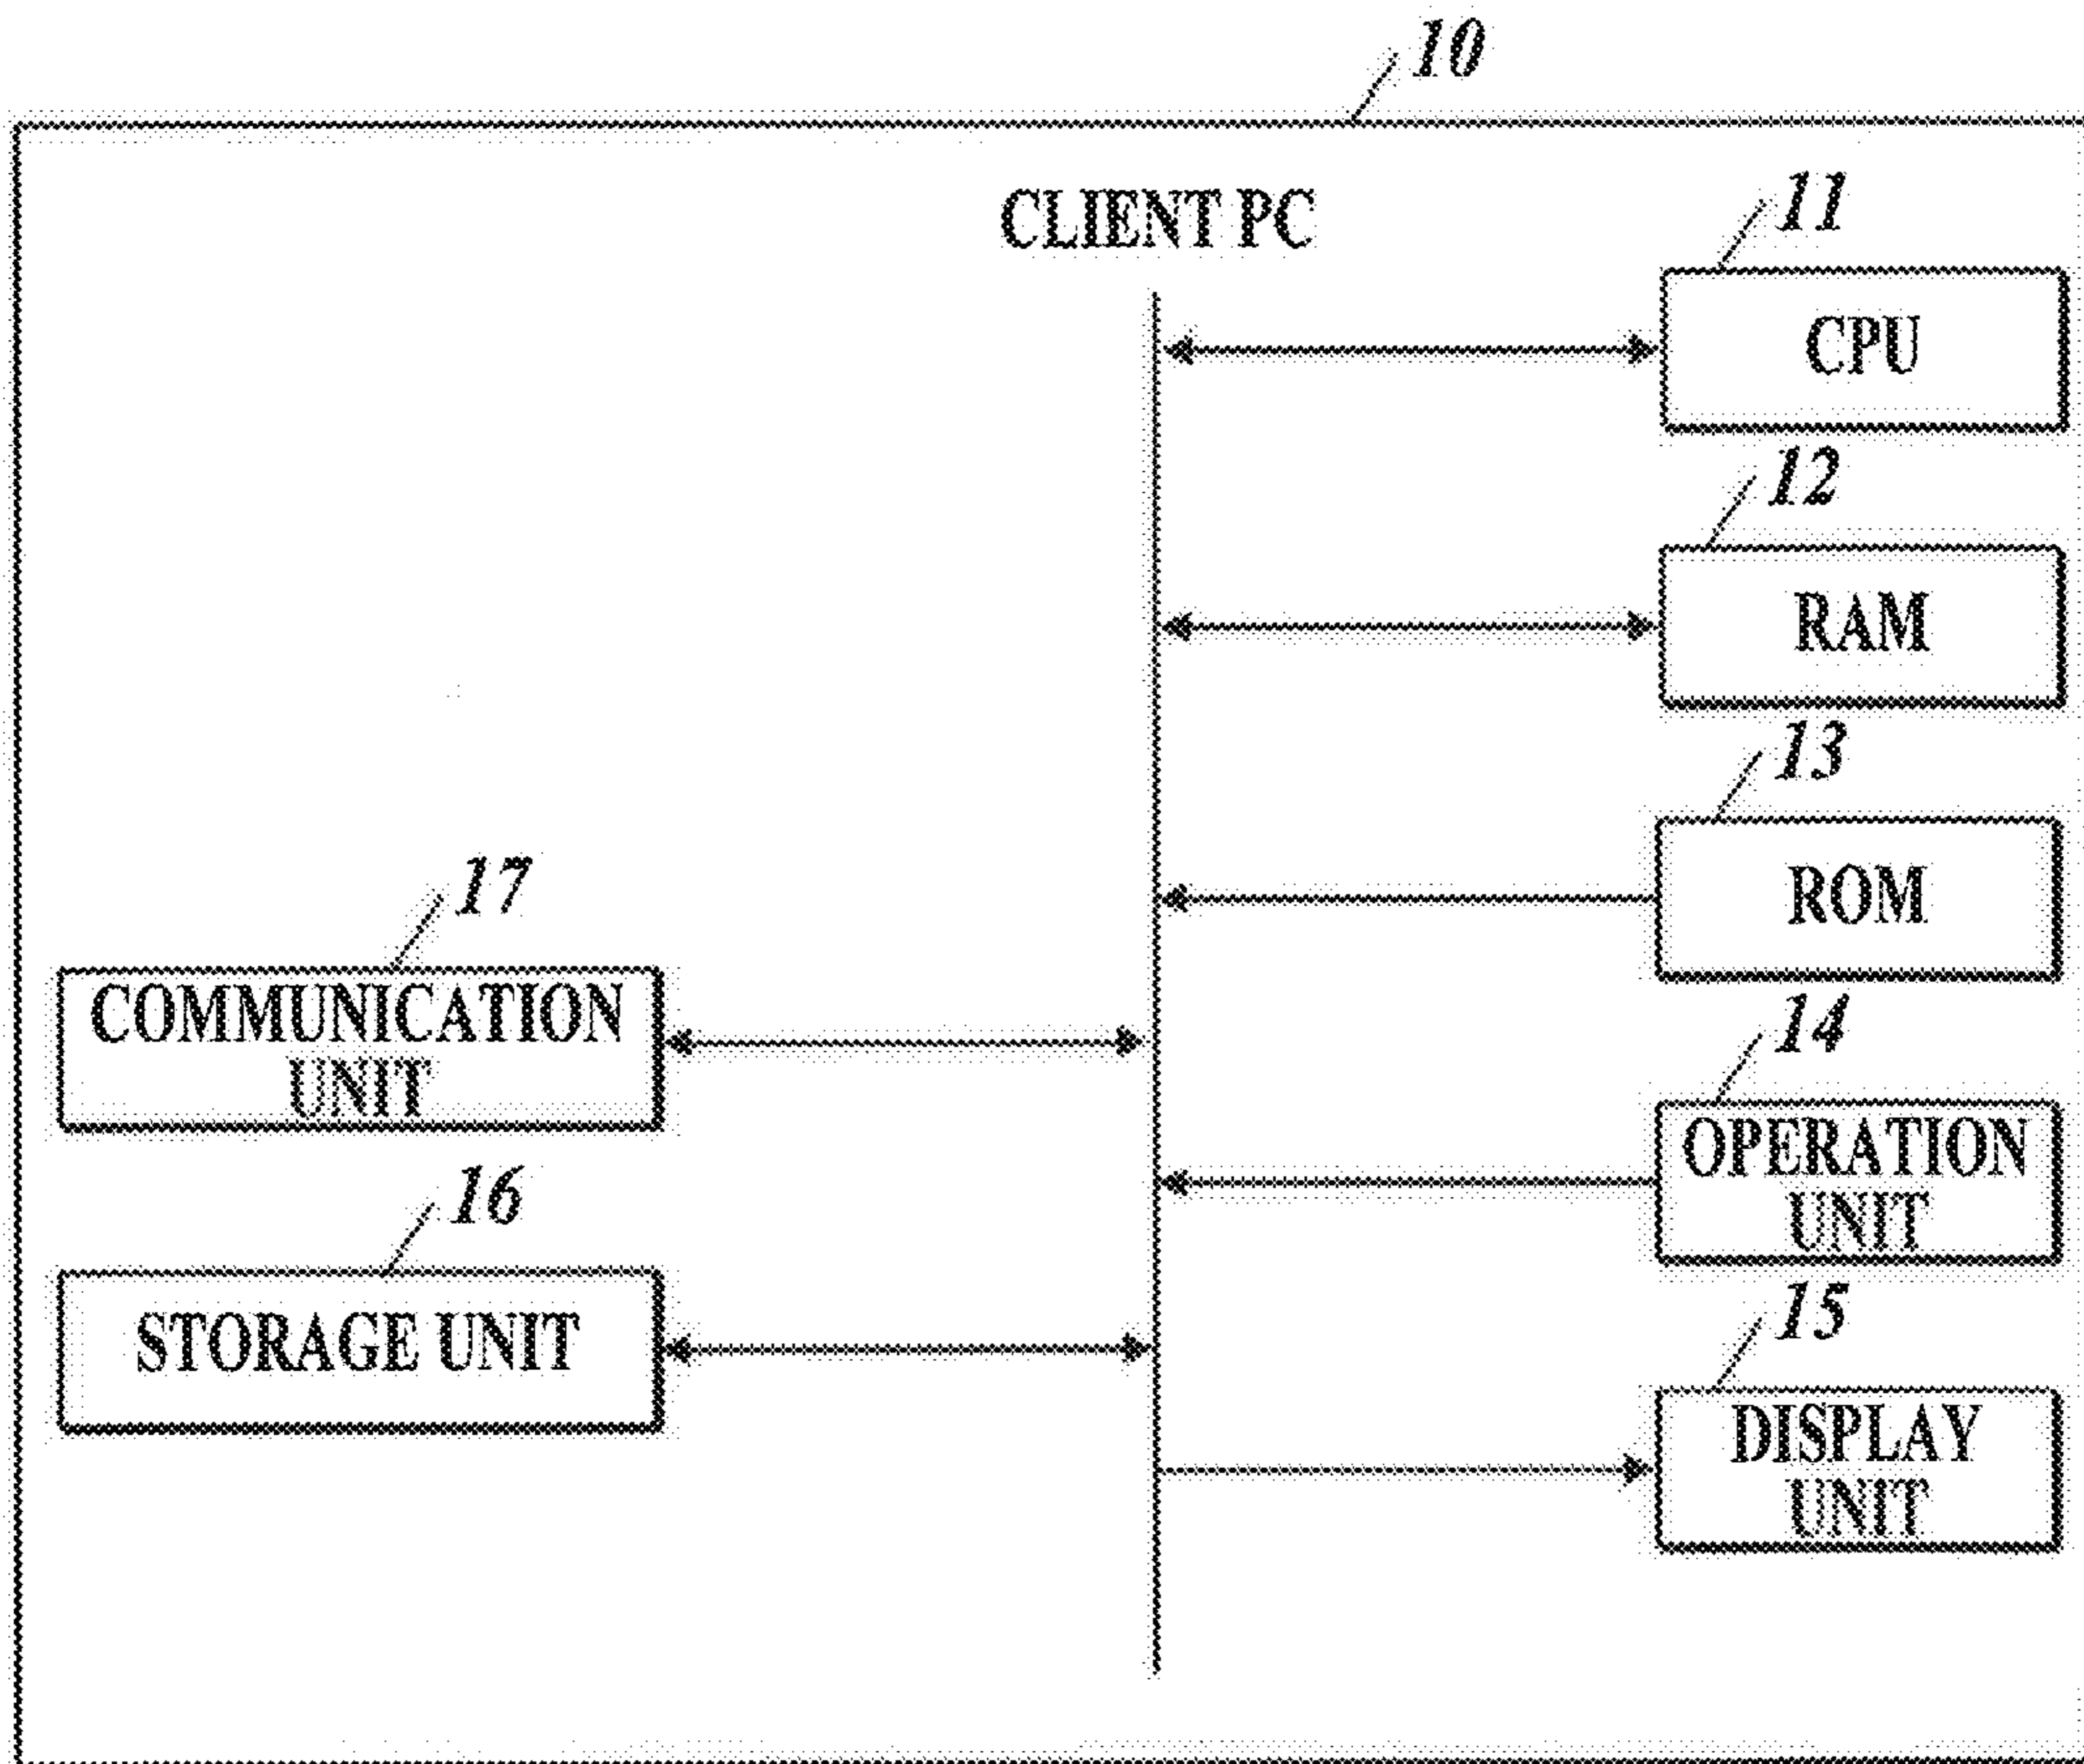 10
CLIENT PC
11
CPU
12
RAM
13
ROM
17
COMMUNICATION
UNIT
14
OPERATION
UNIT
16
STORAGE UNIT
15
DISPLAY
UNIT